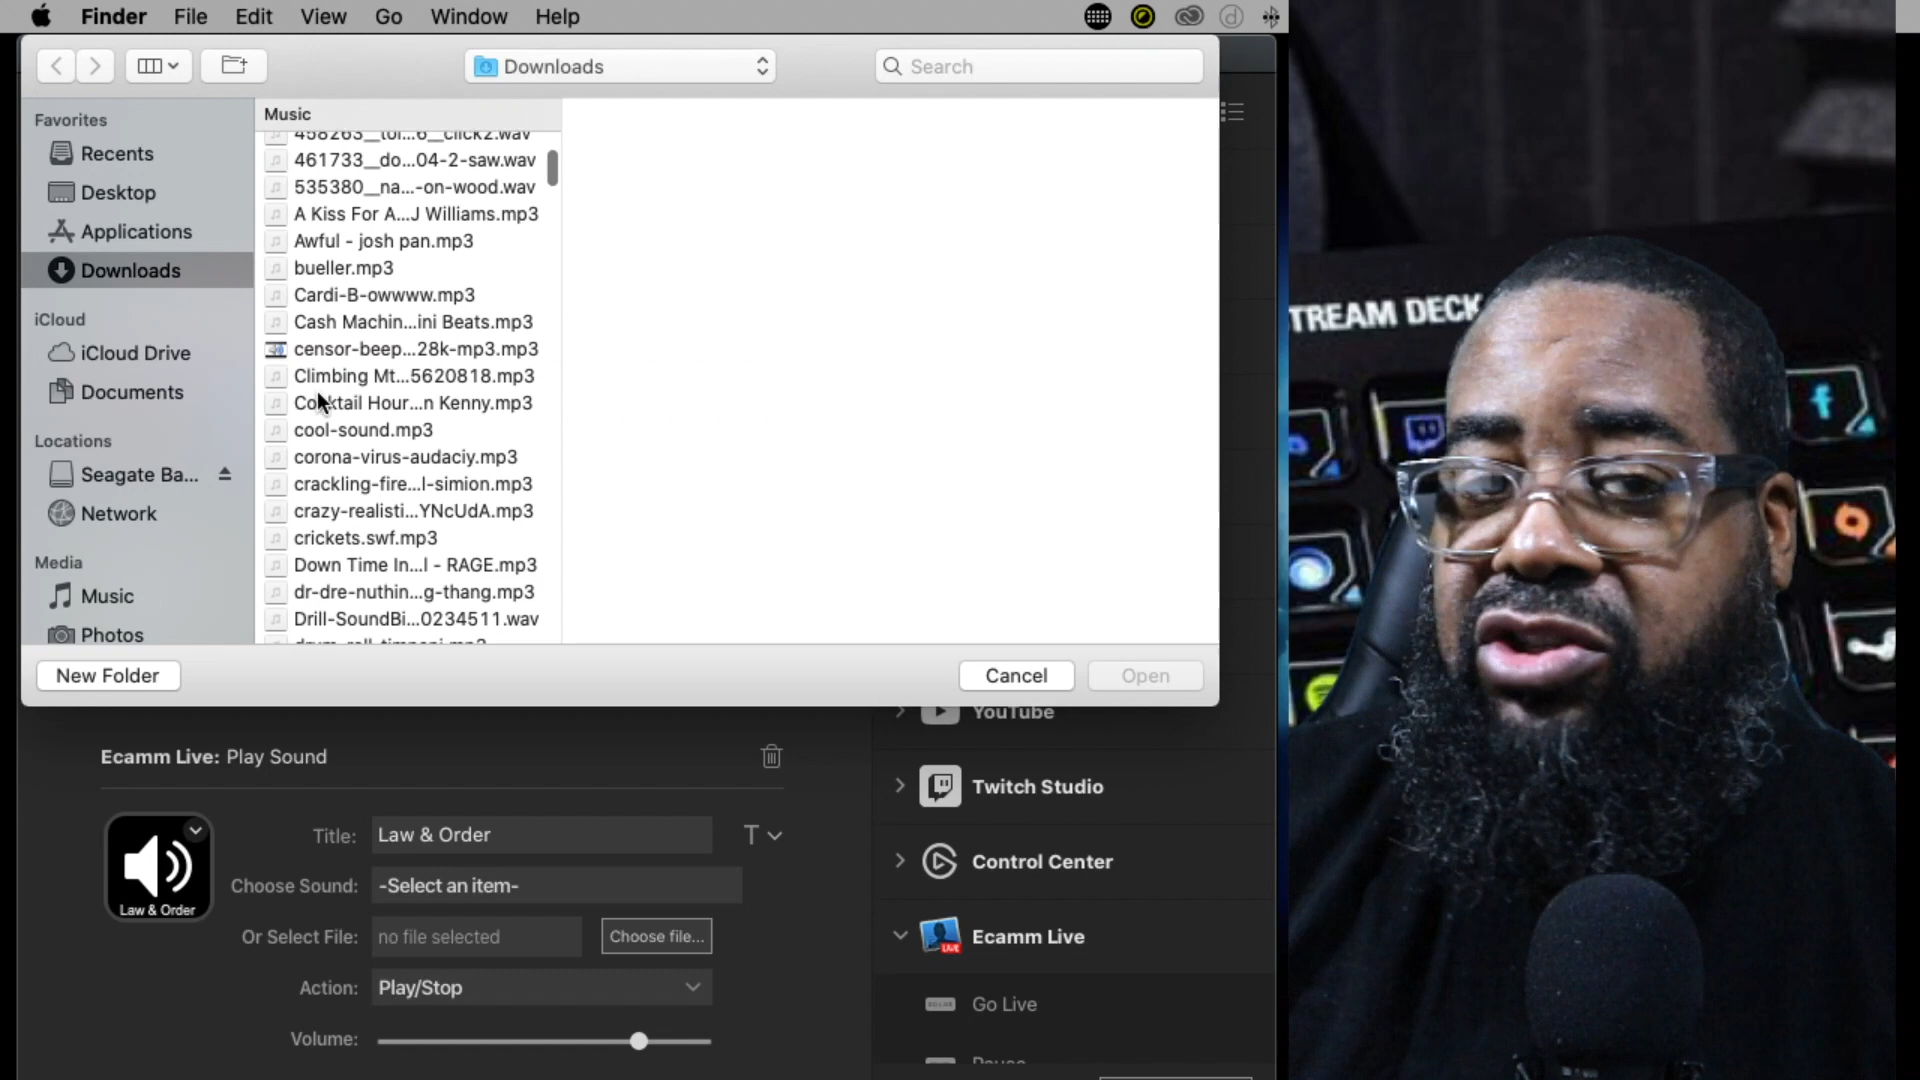 Finder File Edit View Go Window Help
Downloads
Search
Favorites
Recents
Desktop
Applications
Downloads
iCloud
iCloud Drive
Documents
Locations
Seagate Ba...
Network
Media
Music
Photos
Music
461733__do...04-2-saw.wav
535380__na...-on-wood.wav
A Kiss For A...J Williams.mp3
Awful - josh pan.mp3
bueller.mp3
Cardi-B-owwww.mp3
Cash Machin...ini Beats.mp3
censor-beep...28k-mp3.mp3
Climbing Mt...5620818.mp3
Cocktail Hour...n Kenny.mp3
cool-sound.mp3
corona-virus-audaciy.mp3
crackling-fire...l-simion.mp3
crazy-realisti...YNcUdA.mp3
crickets.swf.mp3
Down Time In...l - RAGE.mp3
dr-dre-nuthin...g-thang.mp3
Drill-SoundBi...0234511.wav
New Folder
Cancel
Open
Ecamm Live: Play Sound
Title: Law & Order
T
Choose Sound: -Select an item-
Or Select File: no file selected
Choose file...
Action: Play/Stop
Volume:
Law & Order
YouTube
Twitch Studio
Control Center
Ecamm Live
LIVE
Go Live
Pause
TREAM DECK